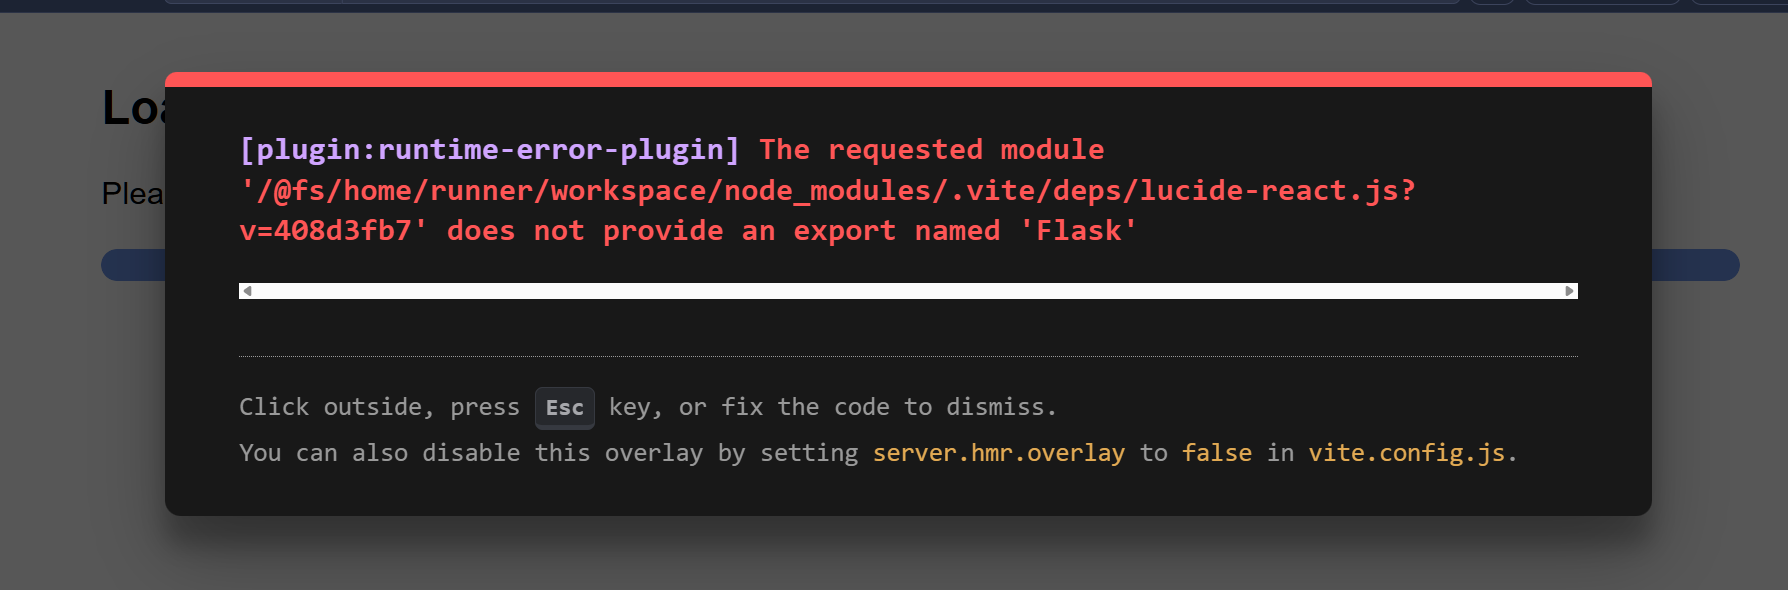 Loa
[plugin:runtime-error-plugin] The requested module
'/@fs/home/runner/workspace/node_modules/.vite/deps/lucide-react.js?
v=408d3fb7' does not provide an export named 'Flask'
Plea
Click outside, press Esc key, or fix the code to dismiss.
You can also disable this overlay by setting server.hmr.overlay to false in vite.config.js.